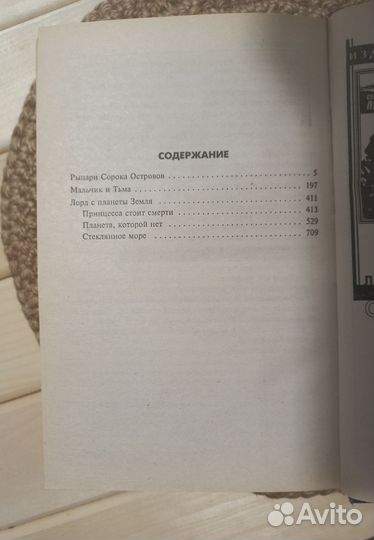 СОДЕРЖАНИЕ
Рыцари Сорока Островов 5
Мальчик и Тьма 197
Лорд с планеты Земля 411
Принцесса стоит смерти 413
Планета, которой нет 529
Стеклянное море 709
Avito